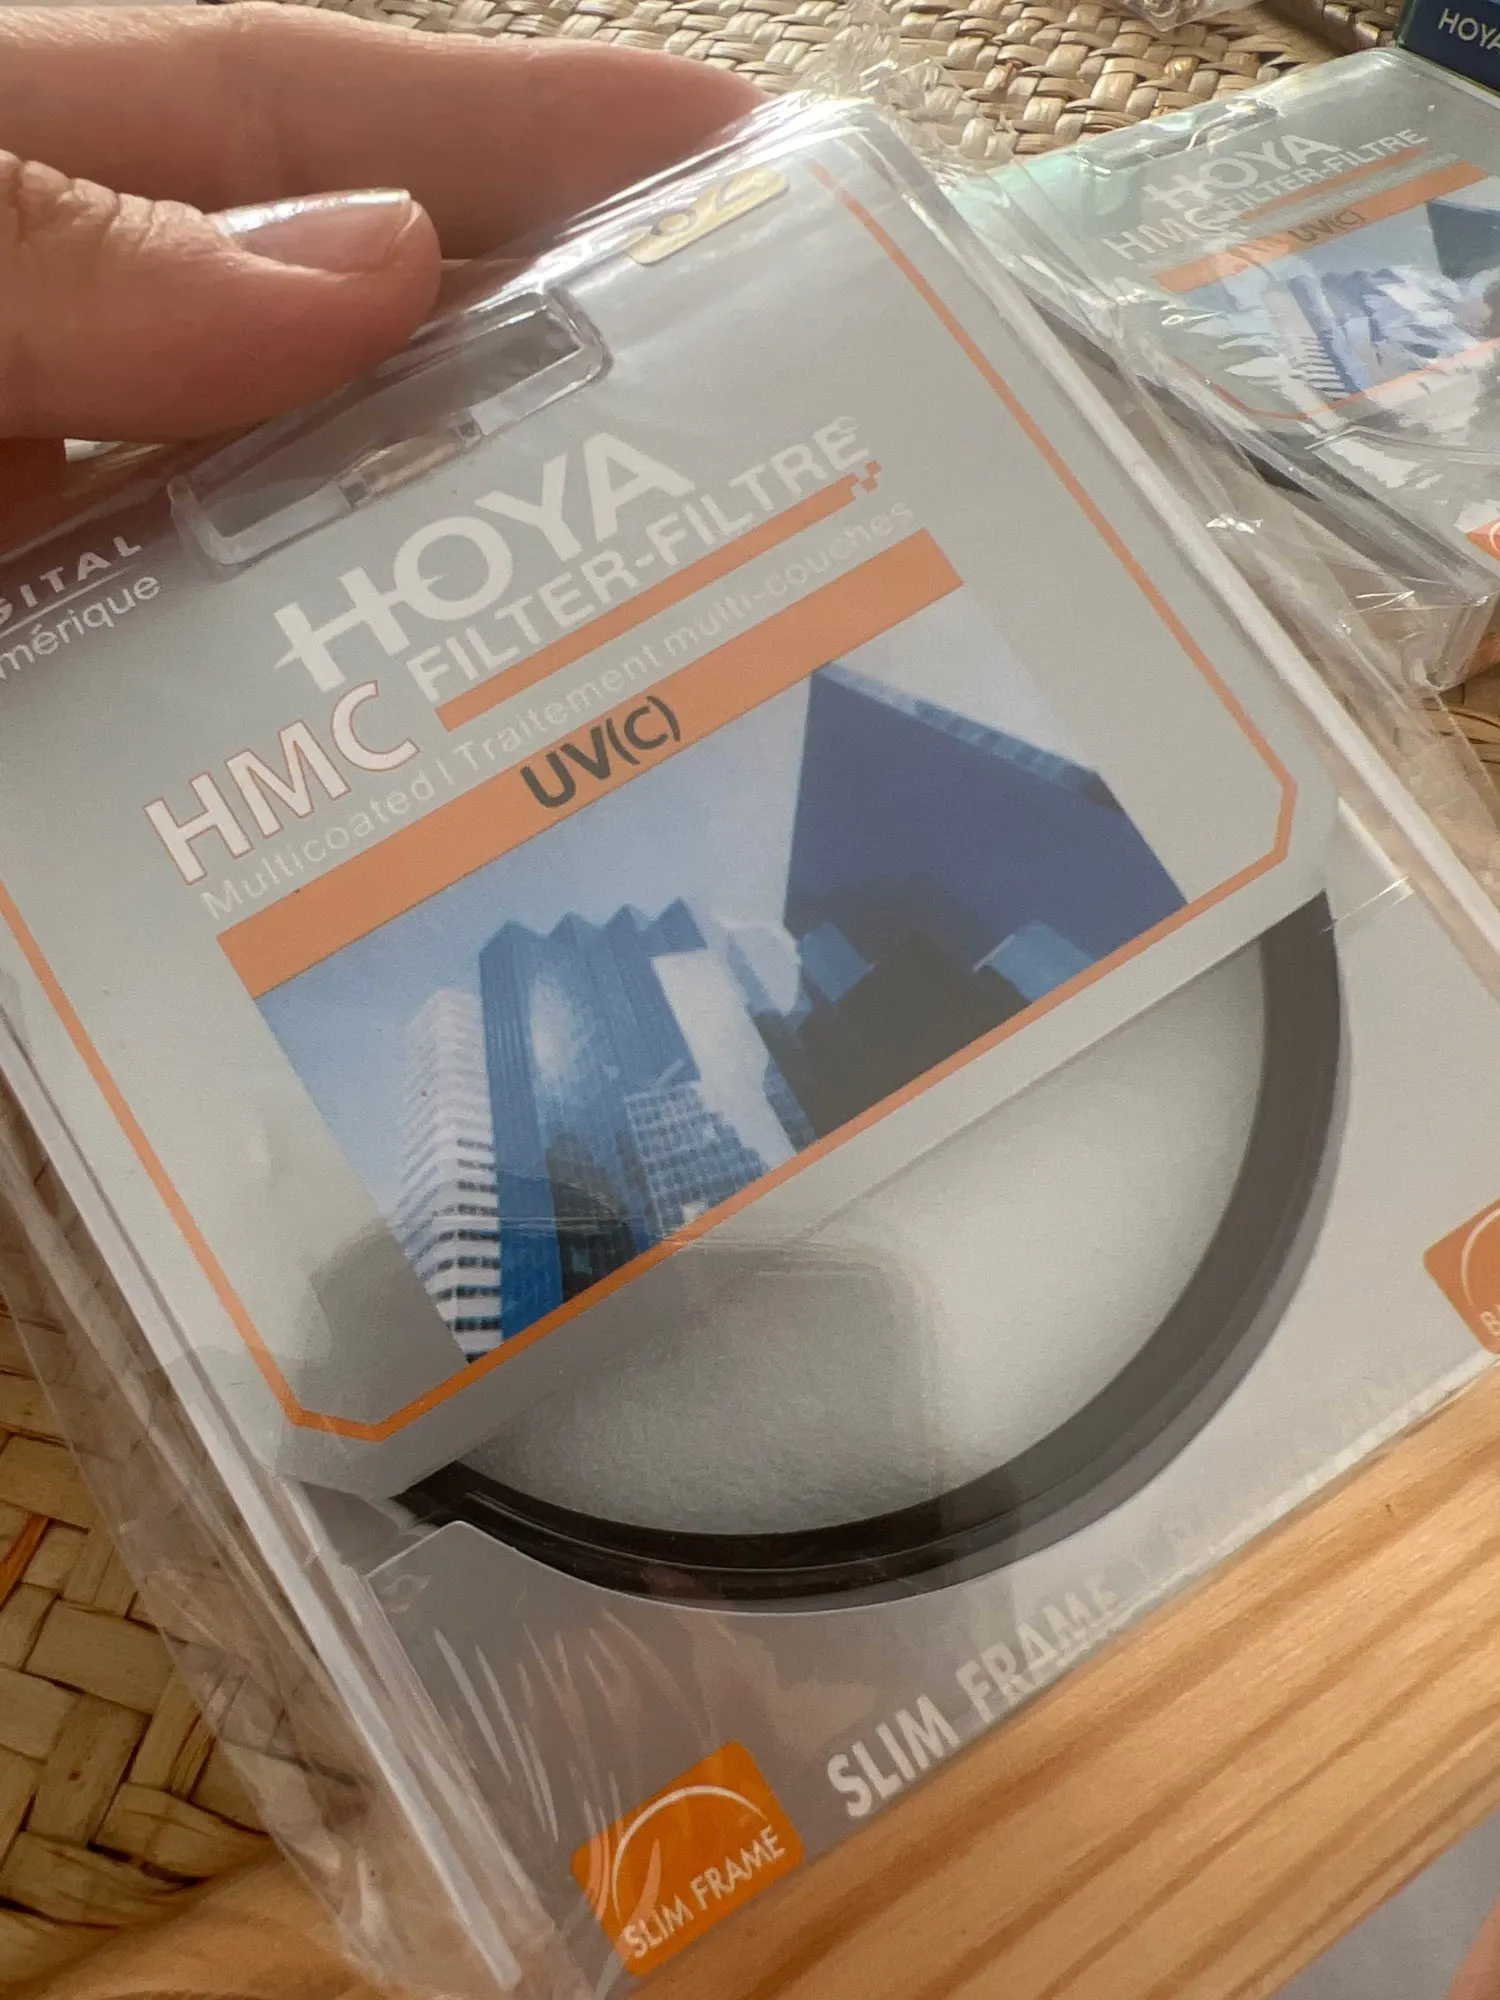 HOYA
GITAL
mérique
HOYA
FILTER-FILTRE
HMC
Multicoated | Traitement multi-couches
UV(C)
SLIM FRAME
SLIM FRAME
HOYA
FILTER-FILTRE
HMC
UV(C)